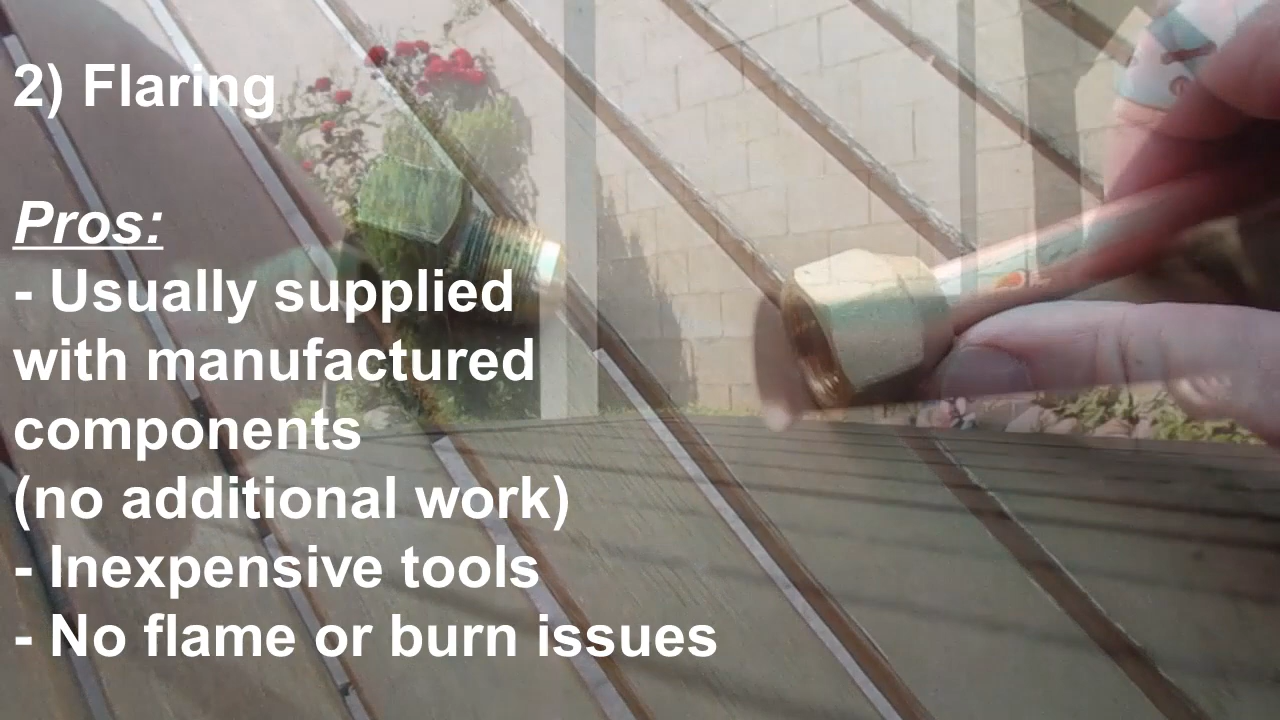 2) Flaring
Pros:
- Usually supplied
with manufactured
components
(no additional work)
- Inexpensive tools
- No flame or burn issues